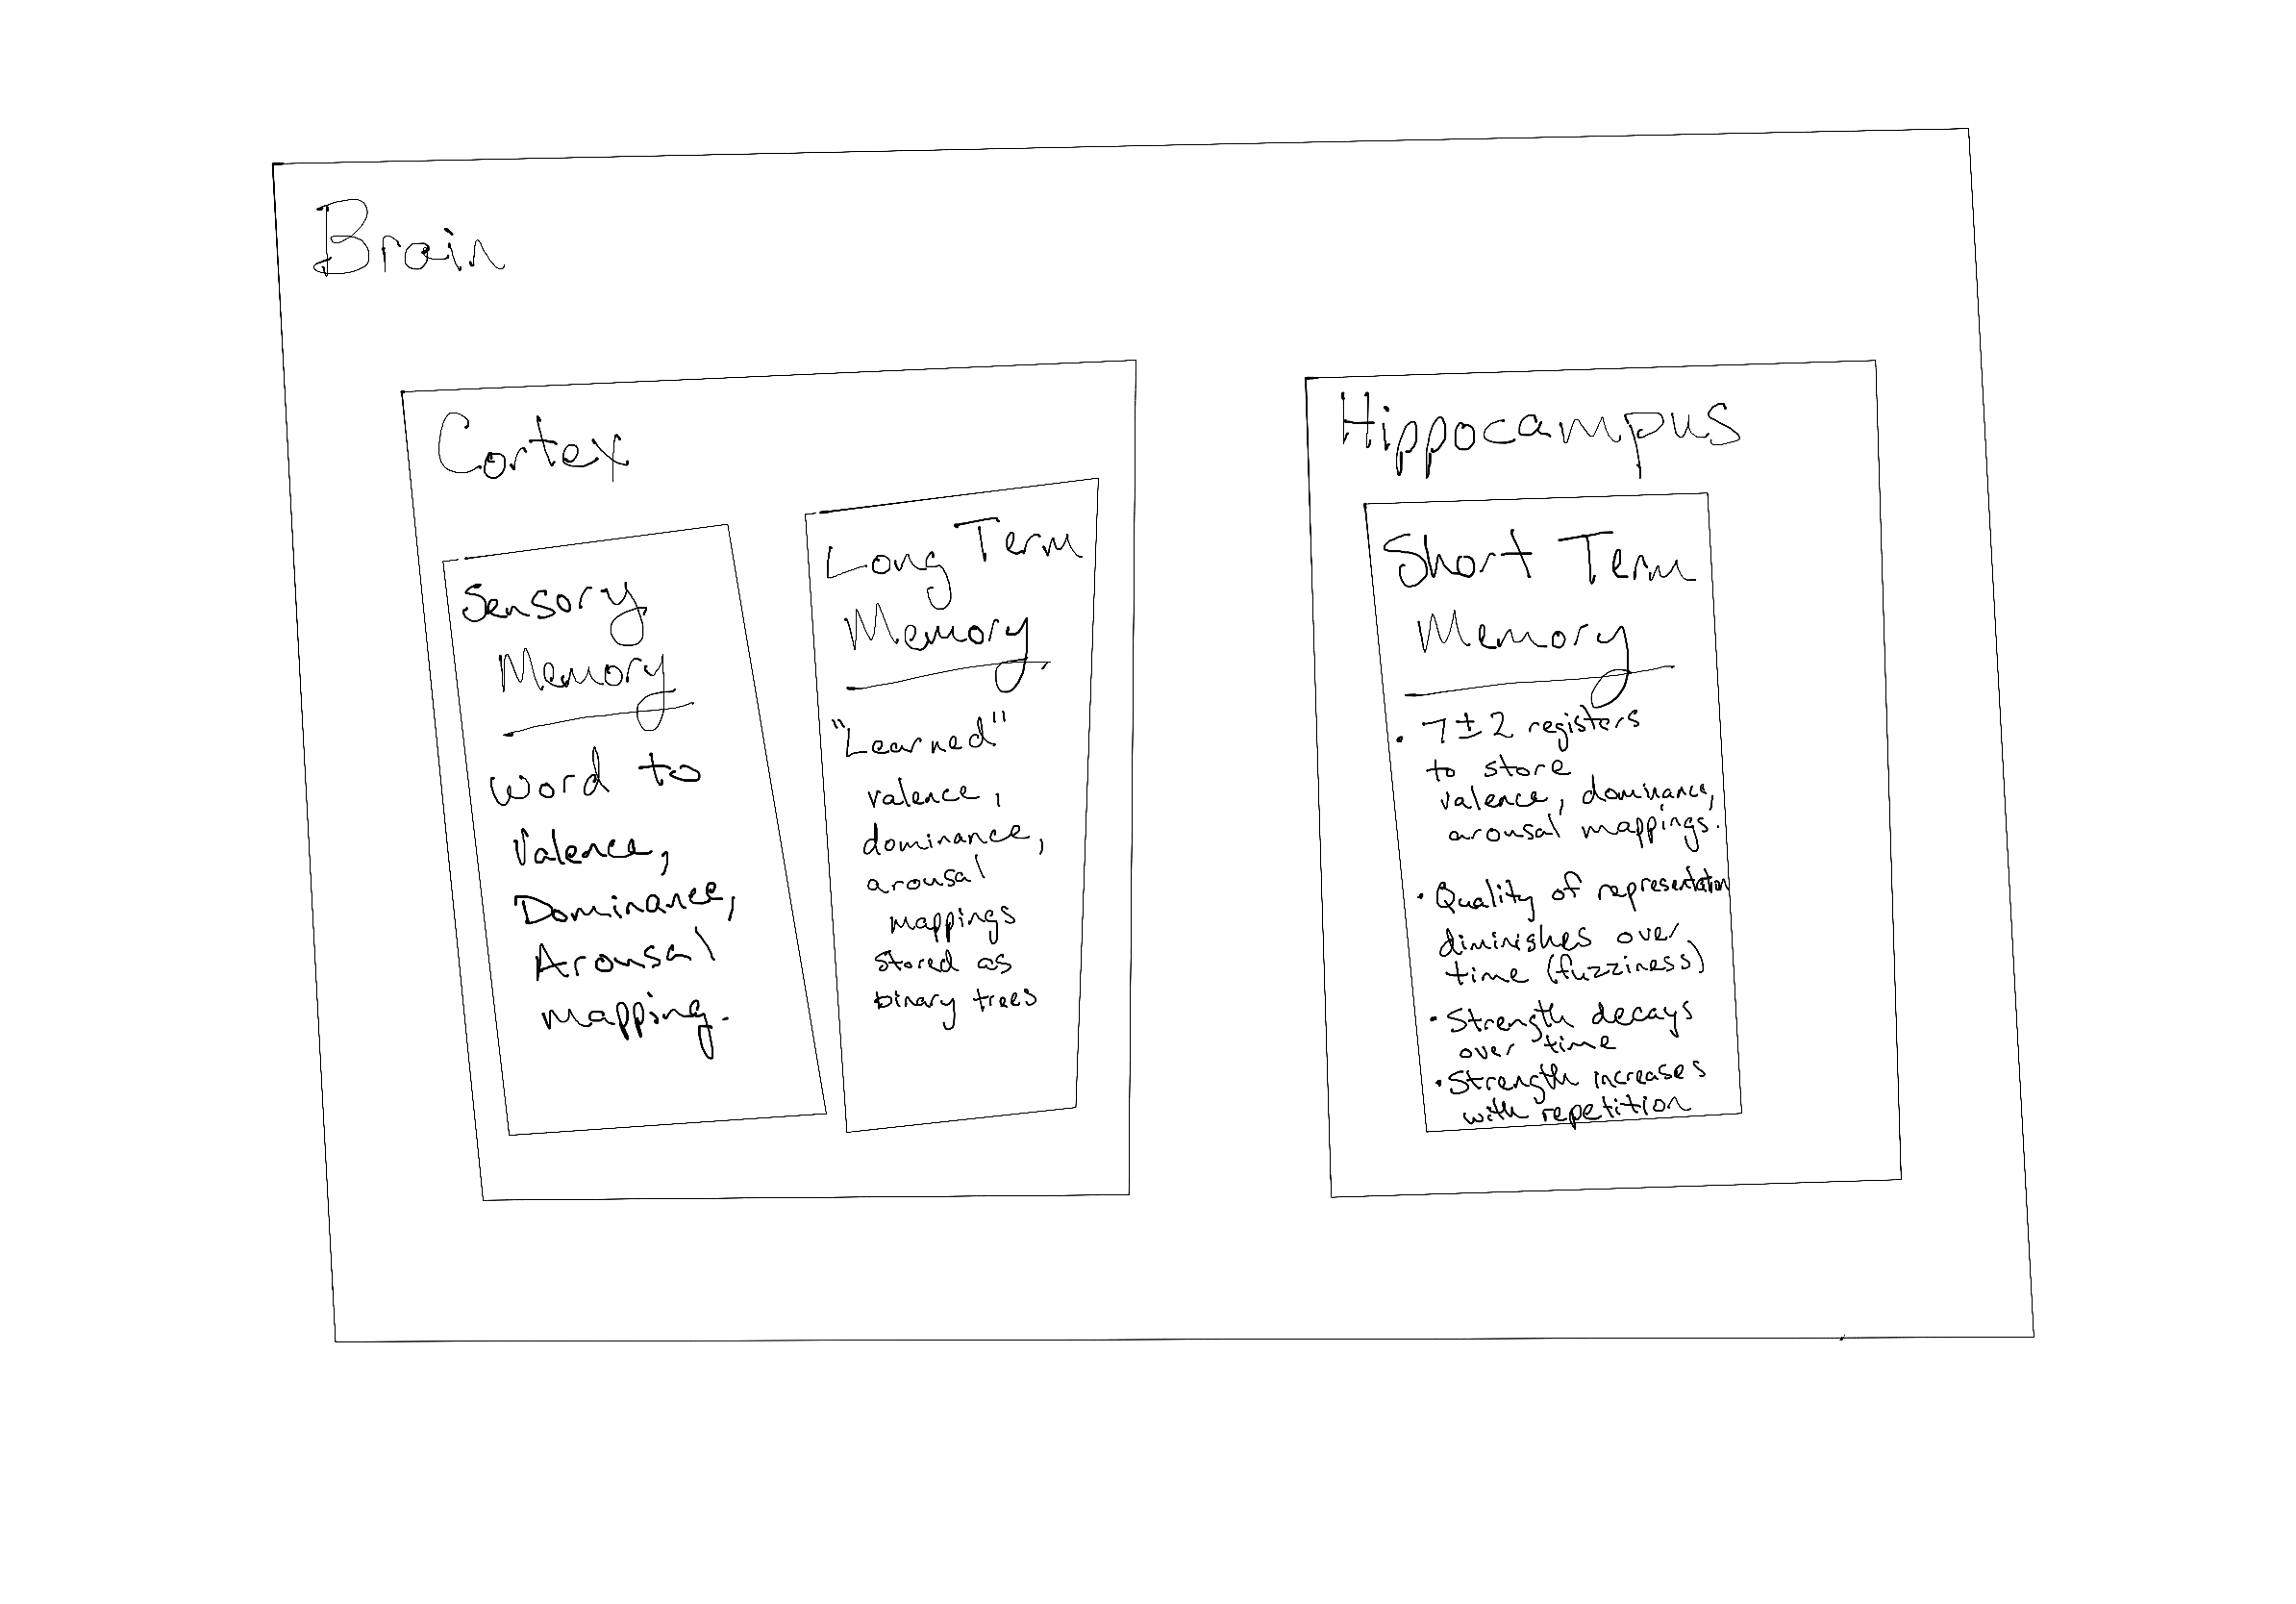 Brain
Cortex
Sensory
Memory
word to
Valence,
Dominance,
Arousal
mapping.
Long Term
Memory
"Learned"
valence,
dominance,
arousal
mappings
stored as
binary trees
Hippocampus
Short Term
Memory
• 7±2 registers
to store
valence, dominance,
arousal mappings.
• Quality of representation
diminishes over
time (fuzziness)
• Strength decays
over time
• Strength increases
with repetition